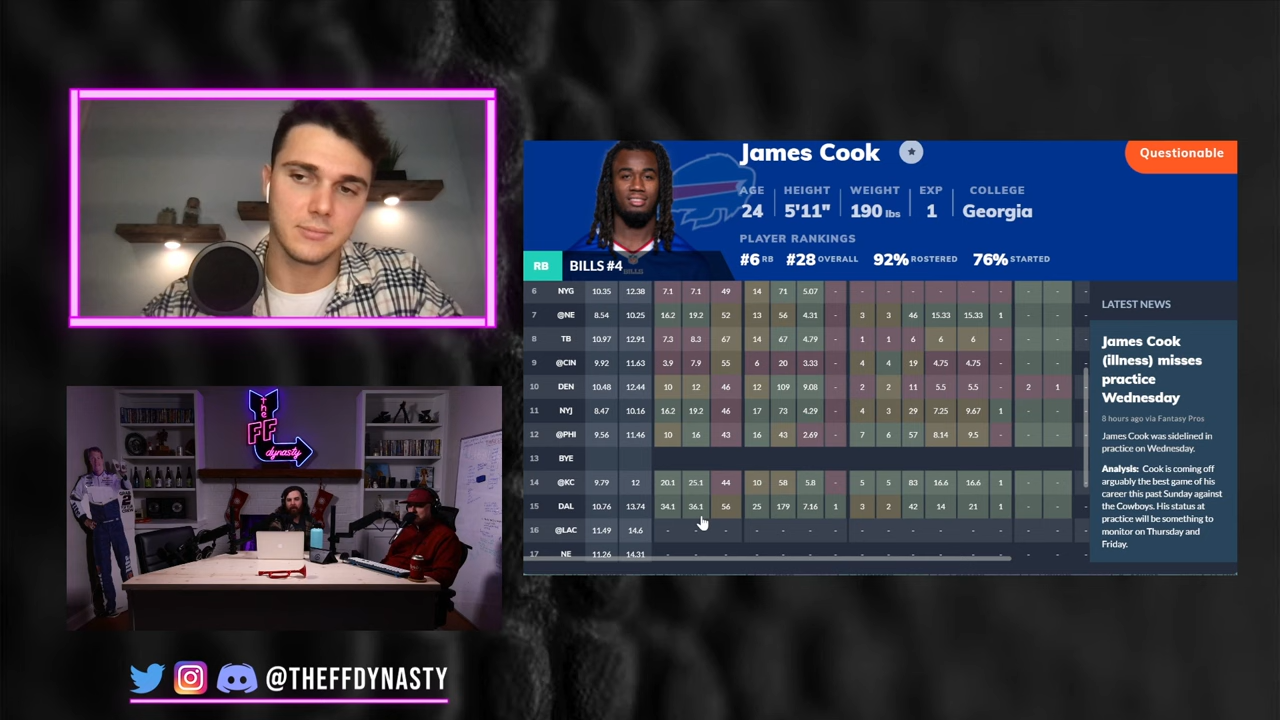 James Cook
Questionable
AGE HEIGHT WEIGHT EXP COLLEGE
24 5'11" 190 lbs 1 Georgia
PLAYER RANKINGS
#6 RB #28 OVERALL 92% ROSTERED 76% STARTED
RB BILLS #4
BILLS
6 NYG 10.35 12.38 7.1 7.1 49 14 71 5.07 - - - - - - - - - -
7 @NE 8.54 10.25 16.2 19.2 52 13 56 4.31 - 3 3 46 15.33 15.33 1 - - -
8 TB 10.97 12.91 7.3 8.3 67 14 67 4.79 - 1 1 6 6 6 - - - -
9 @CIN 9.92 11.63 3.9 7.9 55 6 20 3.33 - 4 4 19 4.75 4.75 - - - -
10 DEN 10.48 12.44 10 12 46 12 109 9.08 - 2 2 11 5.5 5.5 - 2 1 -
11 NYJ 8.47 10.16 16.2 19.2 46 17 73 4.29 - 4 3 29 7.25 9.67 1 - - -
12 @PHI 9.56 11.46 10 16 43 16 43 2.69 - 7 6 57 8.14 9.5 - - - -
13 BYE
14 @KC 9.79 12 20.1 25.1 44 10 58 5.8 - 5 5 83 16.6 16.6 1 - - -
15 DAL 10.76 13.74 34.1 36.1 56 25 179 7.16 1 3 2 42 14 21 1 - - -
16 @LAC 11.49 14.6 - - - - - - - - - - - - - - - -
17 NE 11.26 14.31 - - - - - - - - - - - - - - - -
LATEST NEWS
James Cook
(illness) misses
practice
Wednesday
8 hours ago via Fantasy Pros
James Cook was sidelined in
practice on Wednesday.
Analysis: Cook is coming off
arguably the best game of his
career this past Sunday against
the Cowboys. His status at
practice will be something to
monitor on Thursday and
Friday.
the
FF
dynasty
@THEFFDYNASTY